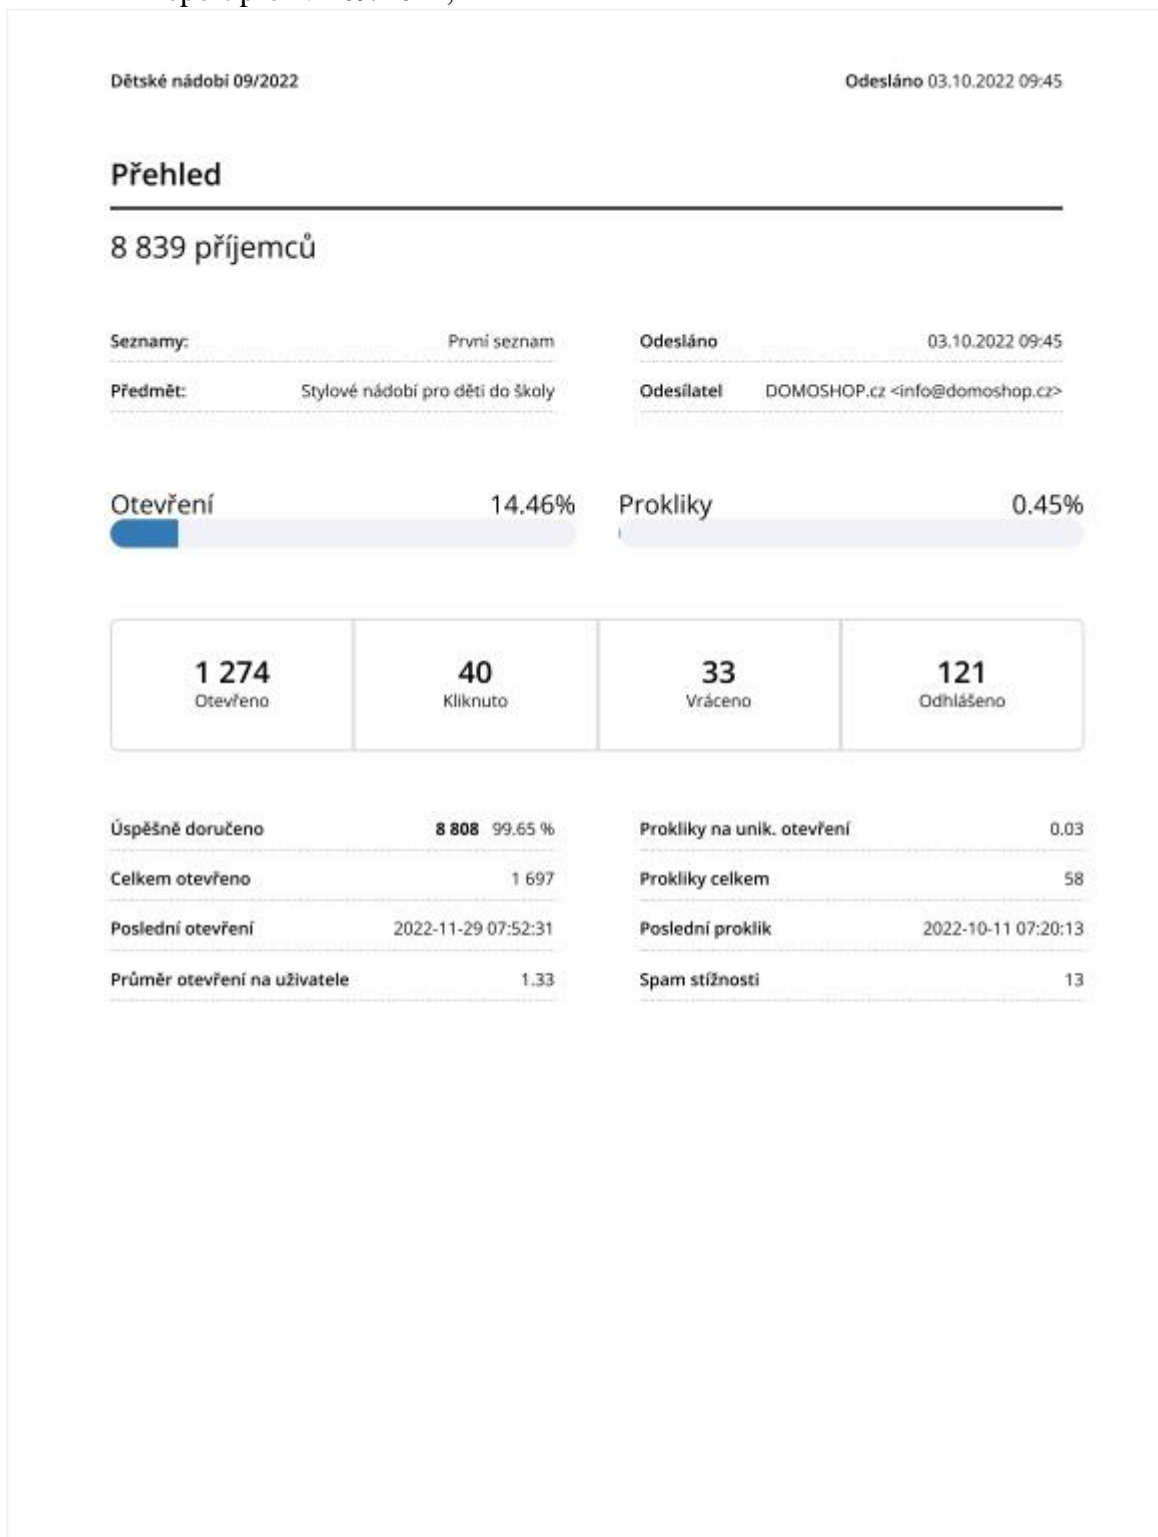 Dětské nádobí 09/2022 Odesláno 03.10.2022 09:45
Přehled
8 839 příjemců
Seznamy: První seznam Odesláno 03.10.2022 09:45
Předmět: Stylové nádobí pro děti do školy Odesílatel DOMOSHOP.cz <info@domoshop.cz>
Otevření 14.46% Prokliky 0.45%
1 274 40 33 121
Otevřeno Kliknuto Vráceno Odhlášeno
Úspěšně doručeno 8 808 99.65 % Prokliky na unik. otevření 0.03
Celkem otevřeno 1 697 Prokliky celkem 58
Poslední otevření 2022-11-29 07:52:31 Poslední proklik 2022-10-11 07:20:13
Průměr otevření na uživatele 1.33 Spam stížnosti 13